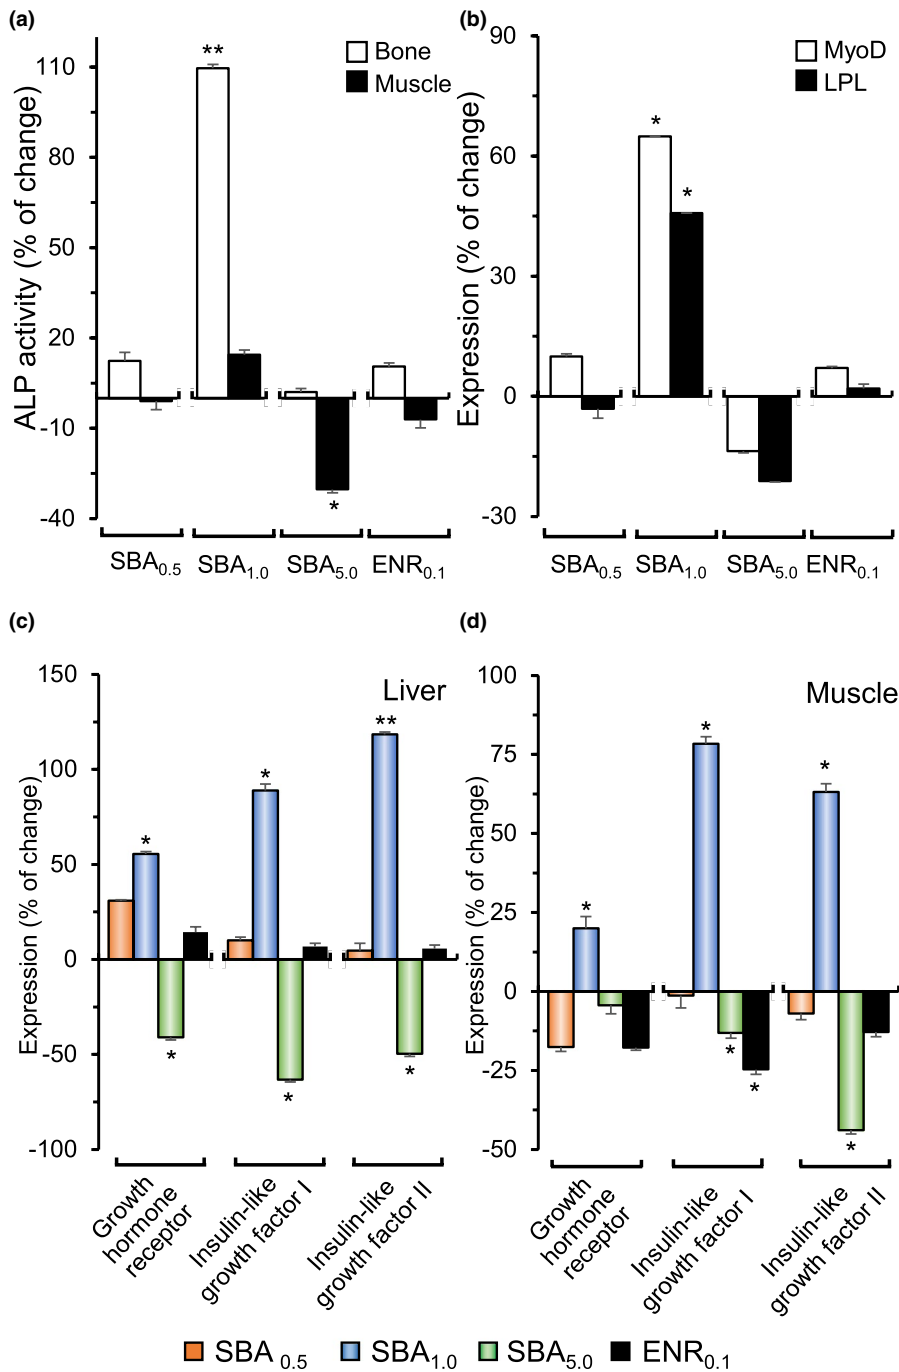 (a)
ALP activity (% of change)
110
80
50
20
-10
-40
**
*
Bone
Muscle
SBA0.5
SBA1.0
SBA5.0
ENR0.1
(b)
Expression (% of change)
90
60
30
0
-30
*
*
MyoD
LPL
SBA0.5
SBA1.0
SBA5.0
ENR0.1
(c)
Expression (% of change)
150
100
50
0
-50
-100
Liver
*
*
*
*
**
*
Growth
hormone
receptor
Insulin-like
growth factor I
Insulin-like
growth factor II
(d)
Expression (% of change)
100
75
50
25
0
-25
-50
Muscle
*
*
*
*
*
*
Growth
hormone
receptor
Insulin-like
growth factor I
Insulin-like
growth factor II
SBA 0.5
SBA1.0
SBA5.0
ENR0.1